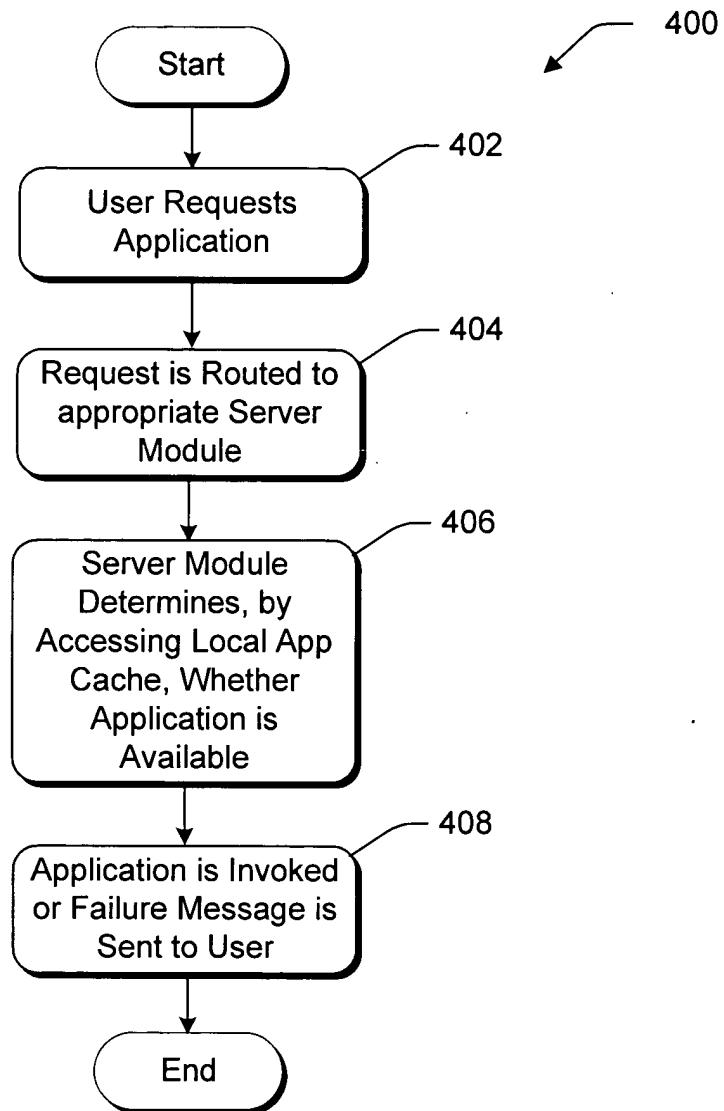 400
Start
402
User Requests
Application
404
Request is Routed to
appropriate Server
Module
406
Server Module
Determines, by
Accessing Local App
Cache, Whether
Application is
Available
408
Application is Invoked
or Failure Message is
Sent to User
End